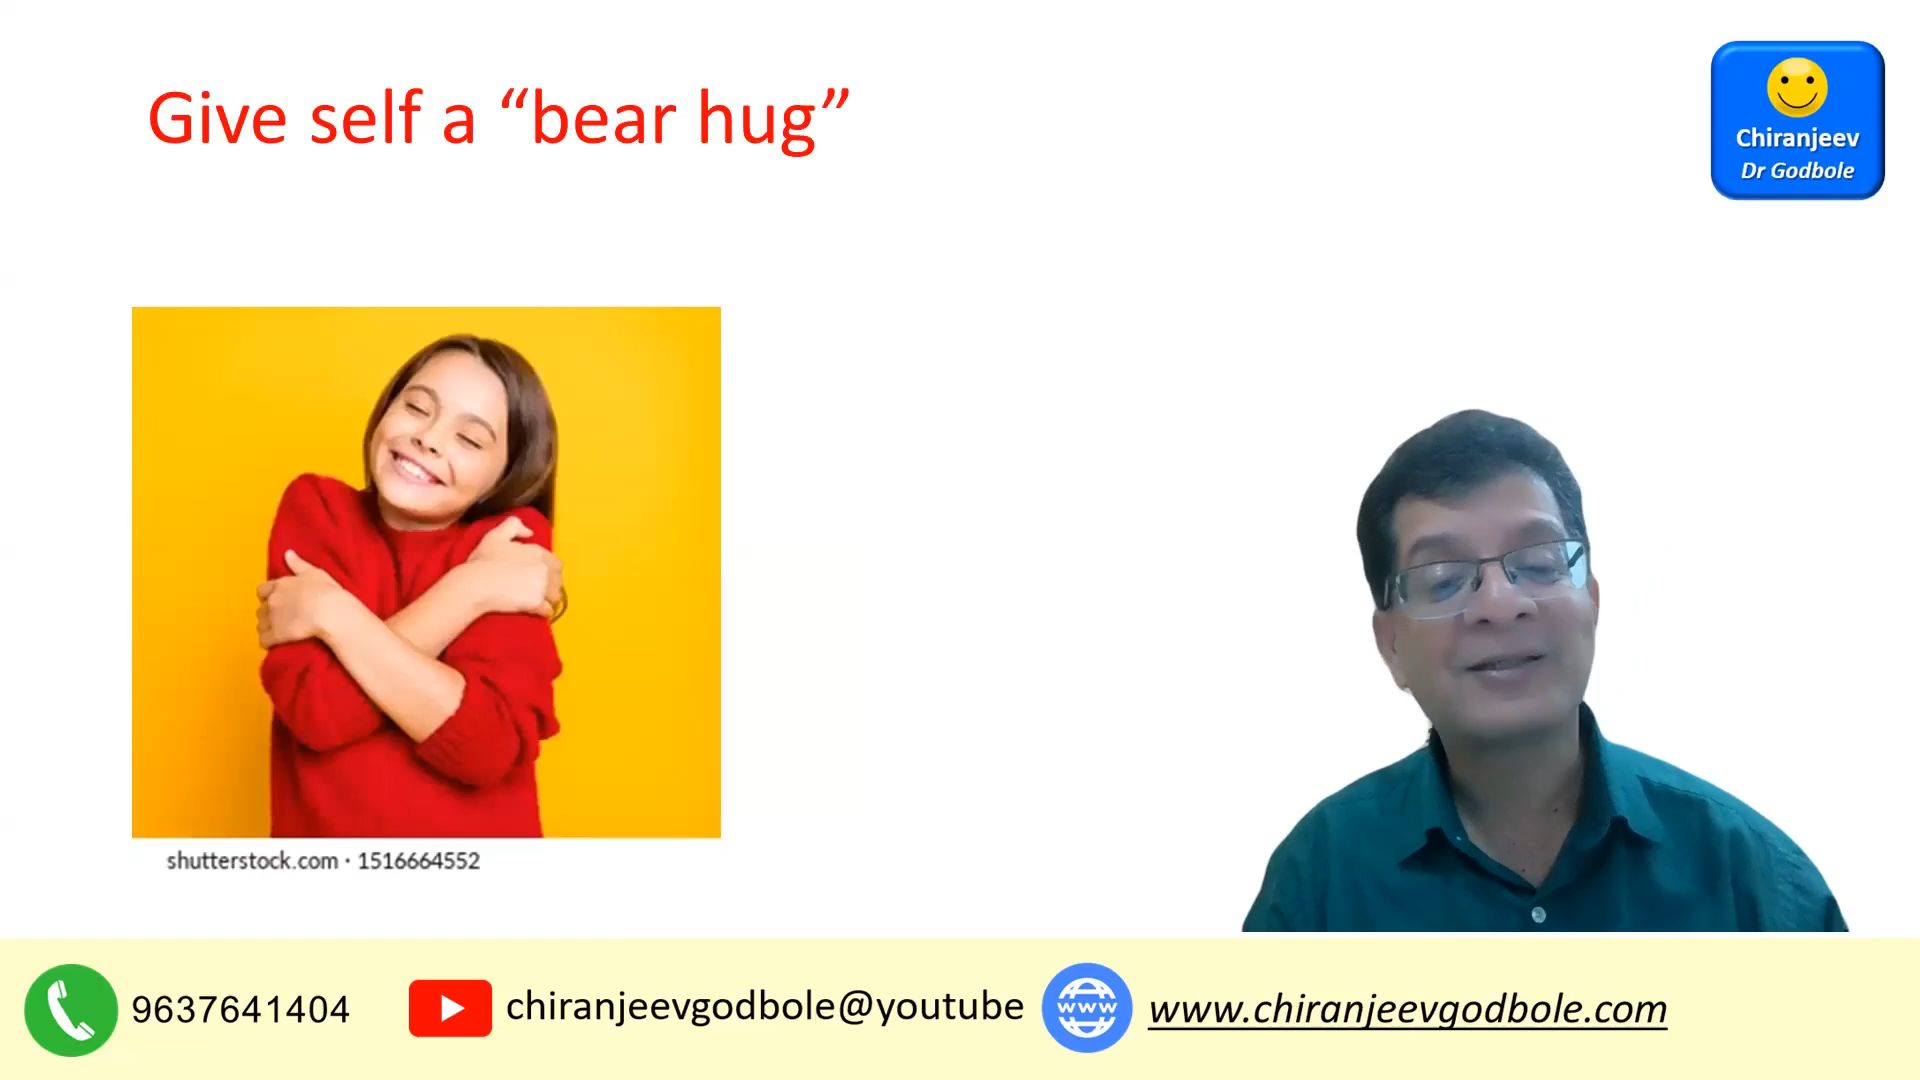 Give self a “bear hug”
Chiranjeev
Dr Godbole
shutterstock.com · 1516664552
9637641404
chiranjeevgodbole@youtube
www
www.chiranjeevgodbole.com